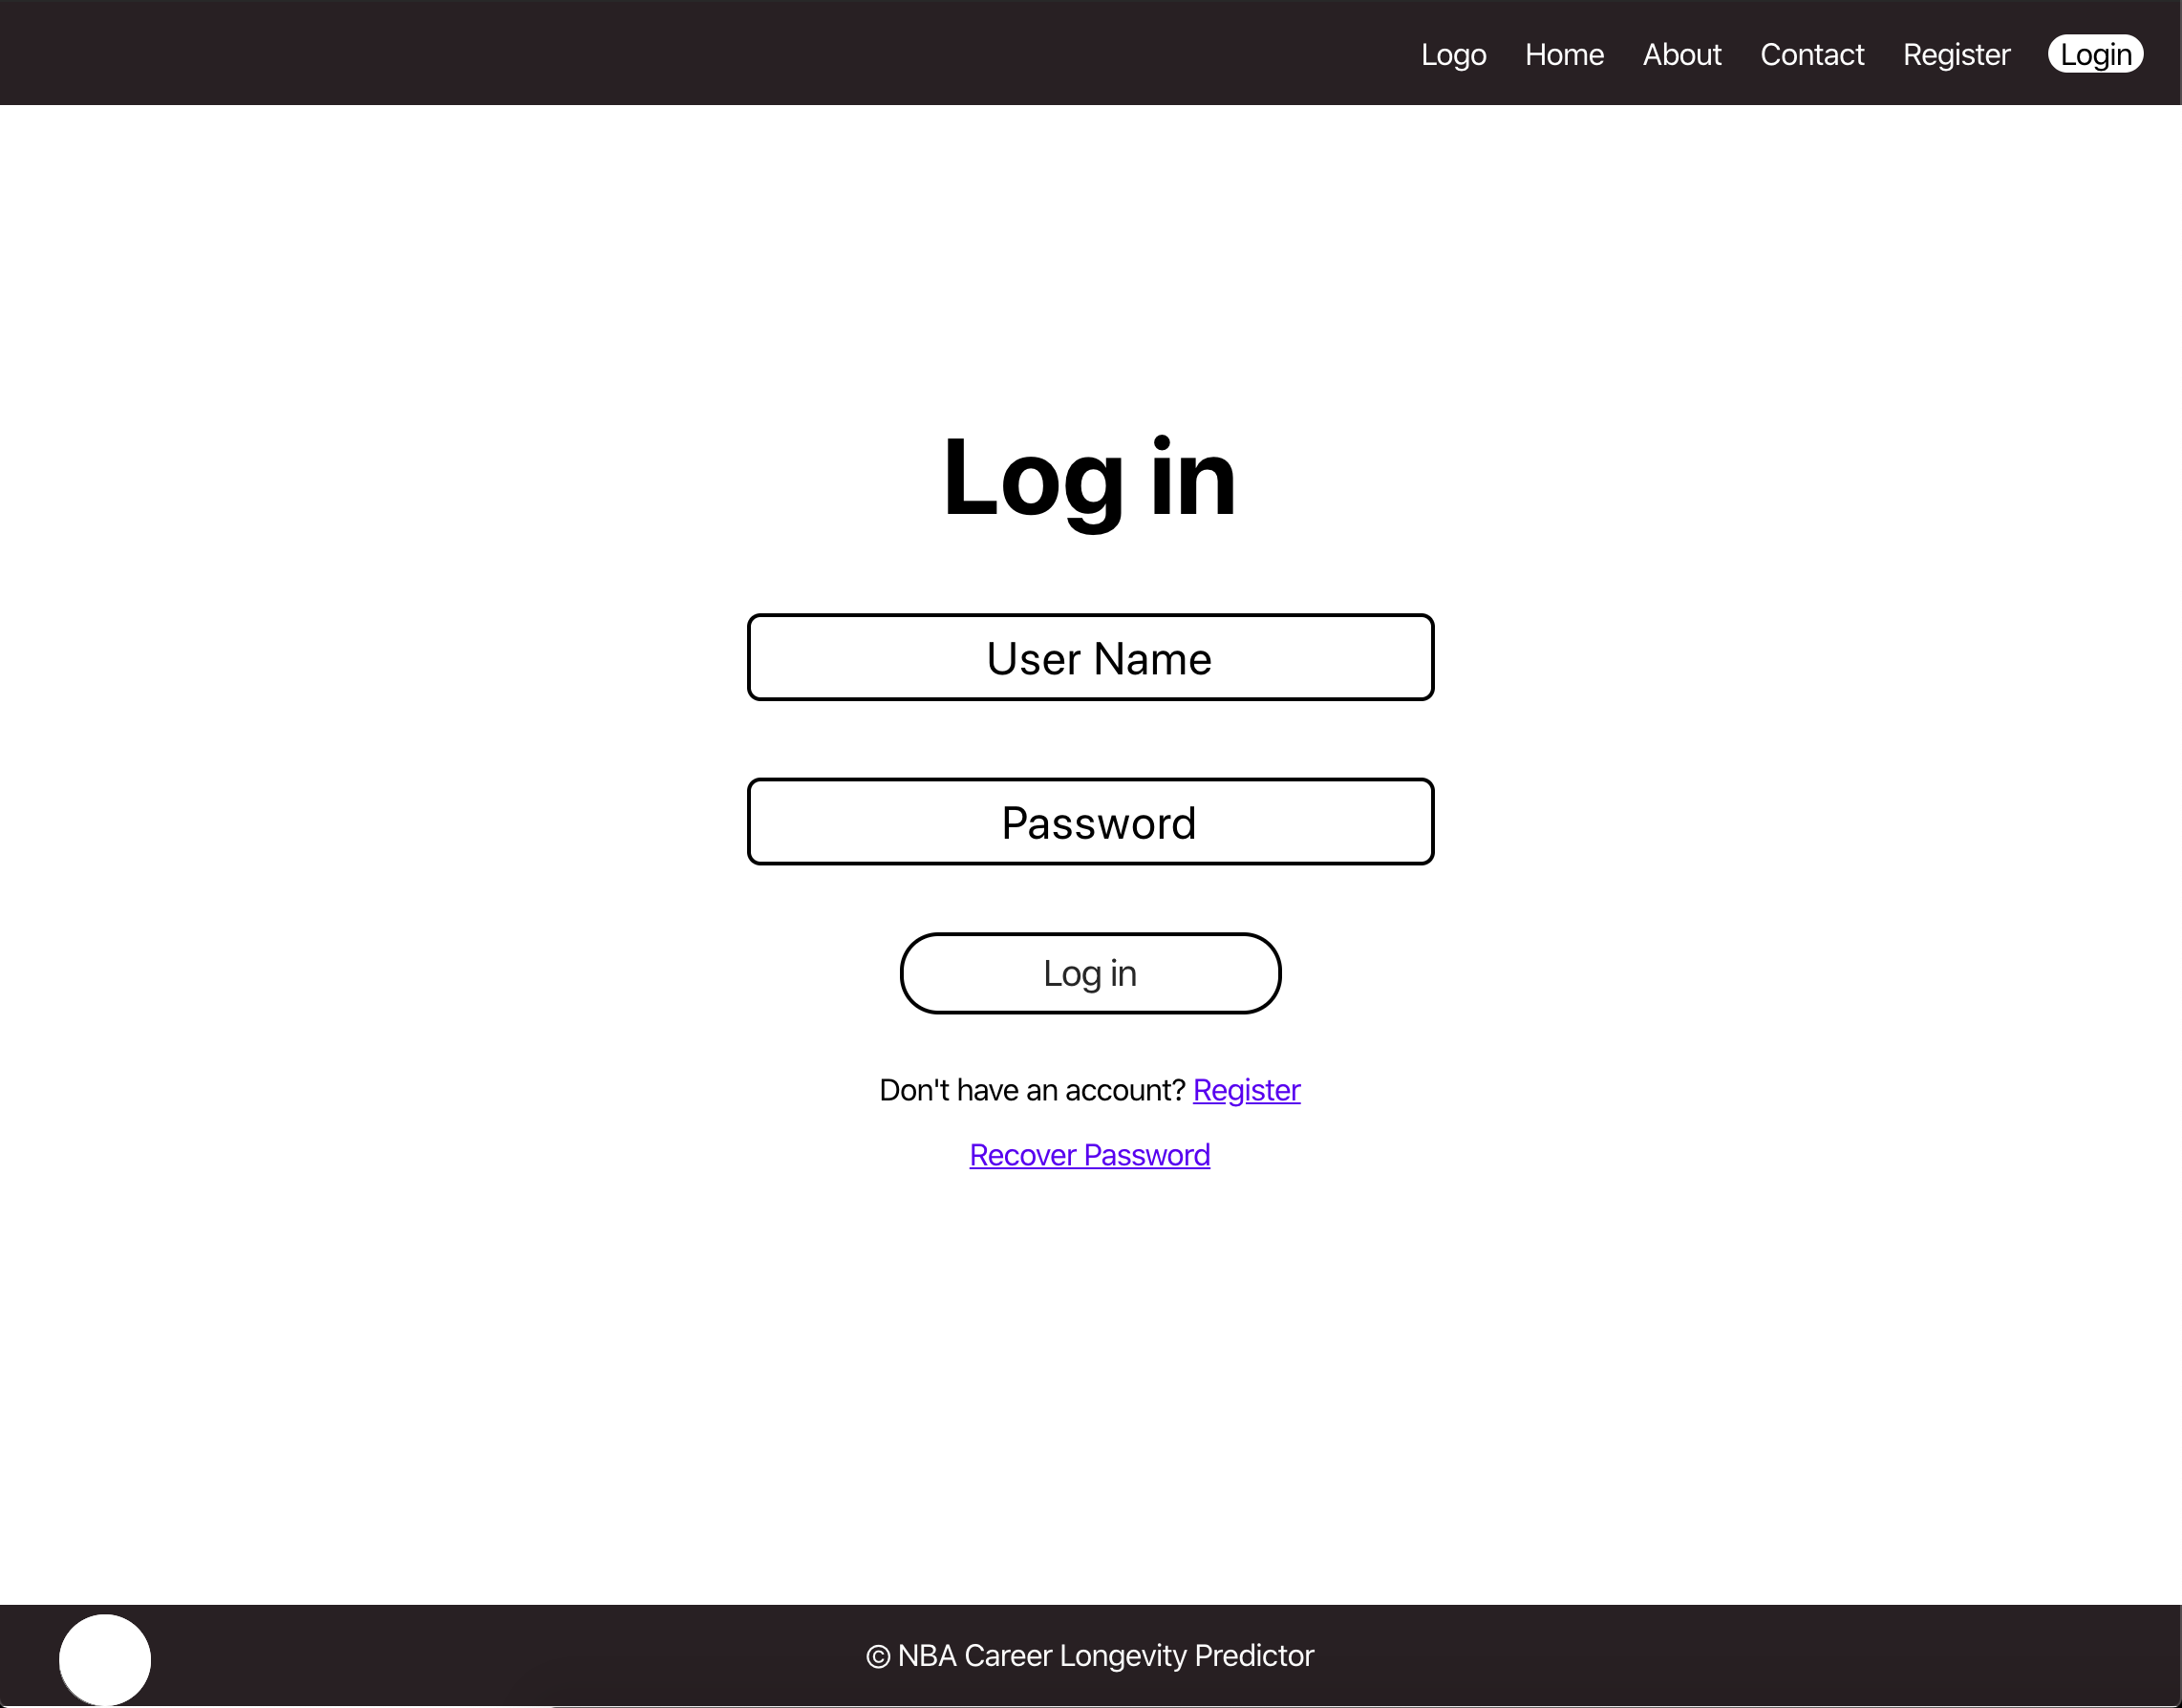 Logo Home About Contact Register Login
Log in
User Name
Password
Log in
Don't have an account? Register
Recover Password
© NBA Career Longevity Predictor